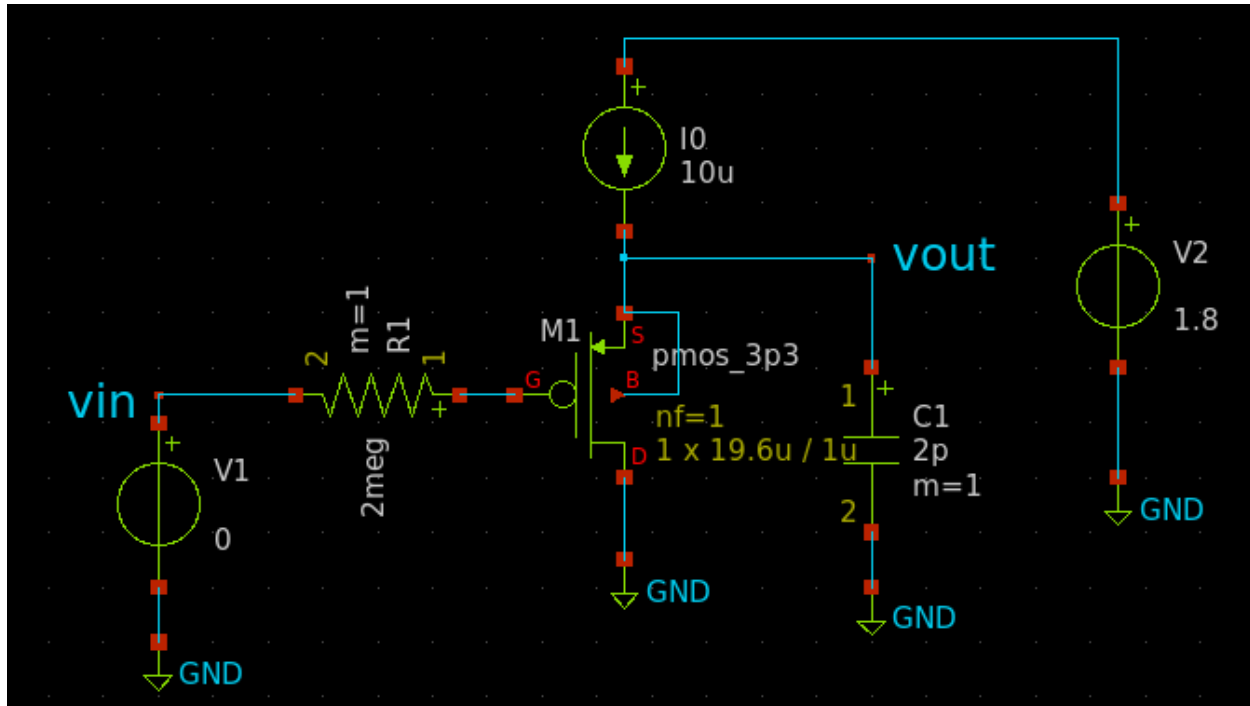 +
I0
10u
vout
+
V2
1.8
m=1
R1
2
1
+
2meg
vin
+
V1
0
GND
M1
S
pmos_3p3
G
B
nf=1
1 x 19.6u / 1u
D
GND
1
+
C1
2p
m=1
2
GND
GND